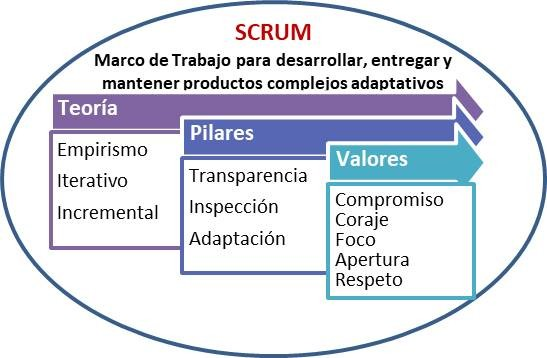 SCRUM
Marco de Trabajo para desarrollar, entregar y
mantener productos complejos adaptativos
Teoría
Empirismo
Iterativo
Incremental
Pilares
Transparencia
Inspección
Adaptación
Valores
Compromiso
Coraje
Foco
Apertura
Respeto